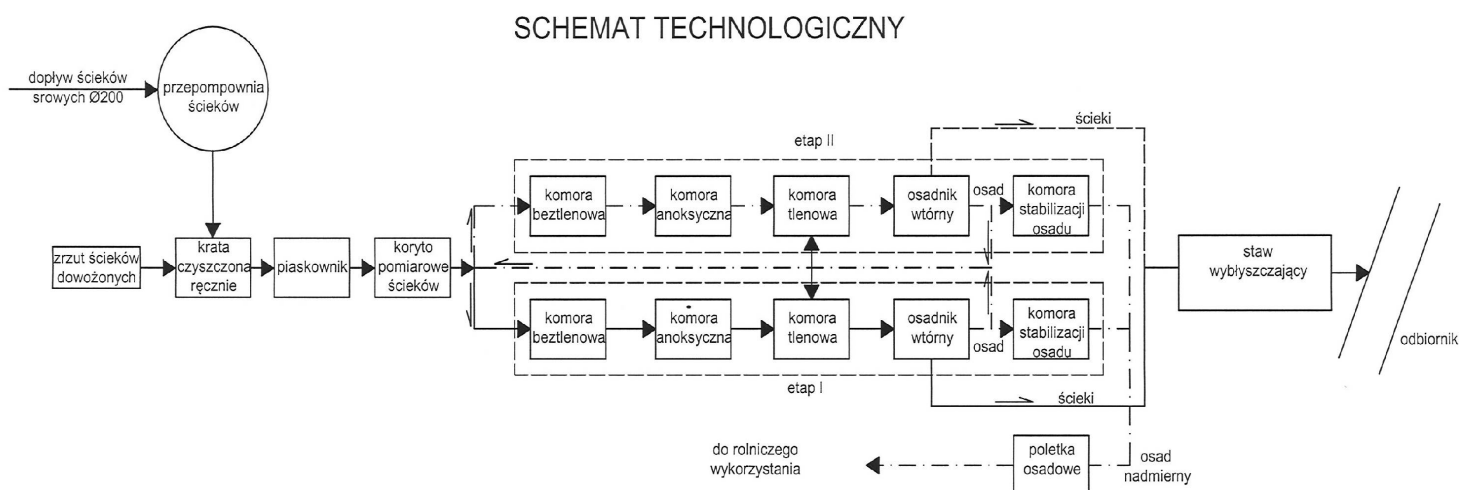 SCHEMAT TECHNOLOGICZNY
dopływ ścieków
srowych Ø200
przepompownia
ścieków
ścieki
etap II
komora
beztlenowa
komora
anoksyczna
komora
tlenowa
osadnik
wtórny
osad
komora
stabilizacji
osadu
zrzut ścieków
dowożonych
krata
czyszczona
ręcznie
piaskownik
koryto
pomiarowe
ścieków
staw
wybłyszczający
komora
beztlenowa
komora
anoksyczna
komora
tlenowa
osadnik
wtórny
osad
komora
stabilizacji
osadu
odbiornik
etap I
ścieki
do rolniczego
wykorzystania
poletka
osadowe
osad
nadmierny